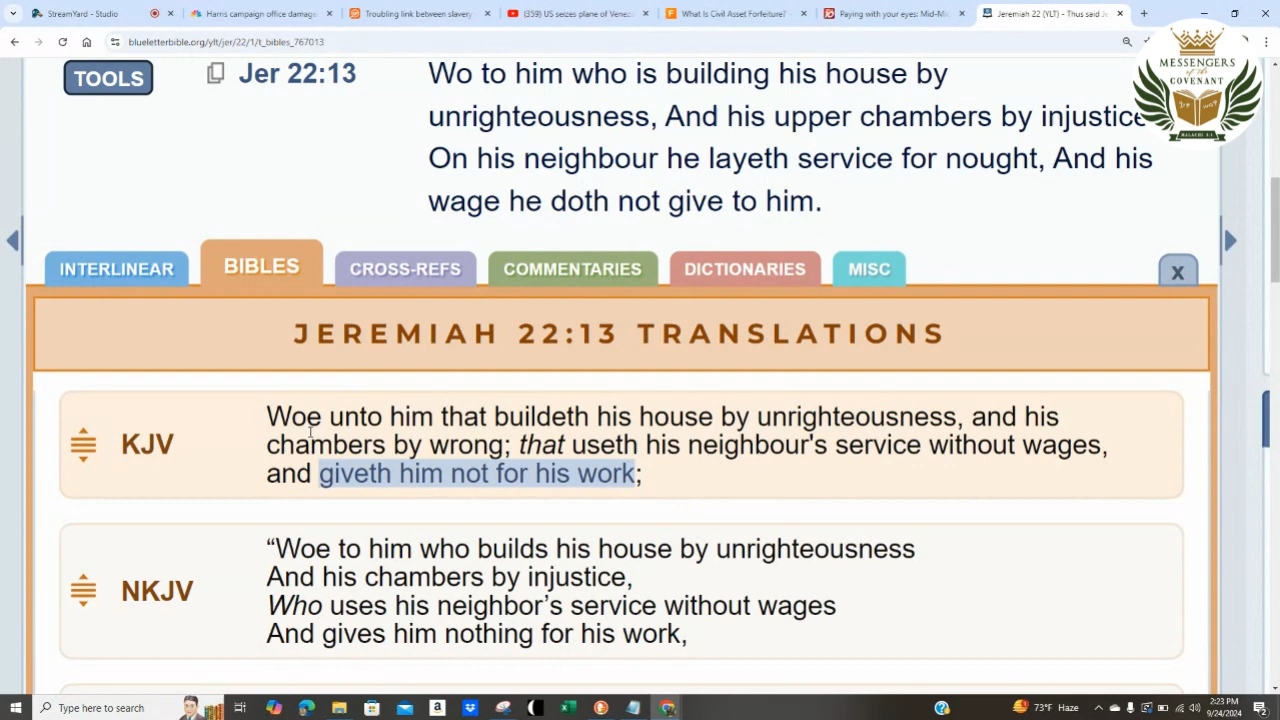 StreamYard - Studio
Harris campaign office damage
Troubling link between slavery
(359) US seizes plane of Venez
What Is Civil Asset Forfeiture?
Paying with your eyes: Mid-Mi
Jeremiah 22 (YLT) - Thus said Je
blueletterbible.org/ylt/jer/22/1/t_bibles_767013
MESSENGERS
of the
COVENANT
MALACHI 3:1
TOOLS
Jer 22:13
Wo to him who is building his house by
unrighteousness, And his upper chambers by injustice
On his neighbour he layeth service for nought, And his
wage he doth not give to him.
INTERLINEAR
BIBLES
CROSS-REFS
COMMENTARIES
DICTIONARIES
MISC
X
JEREMIAH 22:13 TRANSLATIONS
KJV
Woe unto him that buildeth his house by unrighteousness, and his
chambers by wrong; that useth his neighbour's service without wages,
and giveth him not for his work;
NKJV
“Woe to him who builds his house by unrighteousness
And his chambers by injustice,
Who uses his neighbor’s service without wages
And gives him nothing for his work,
Type here to search
73°F Haze
2:23 PM
9/24/2024